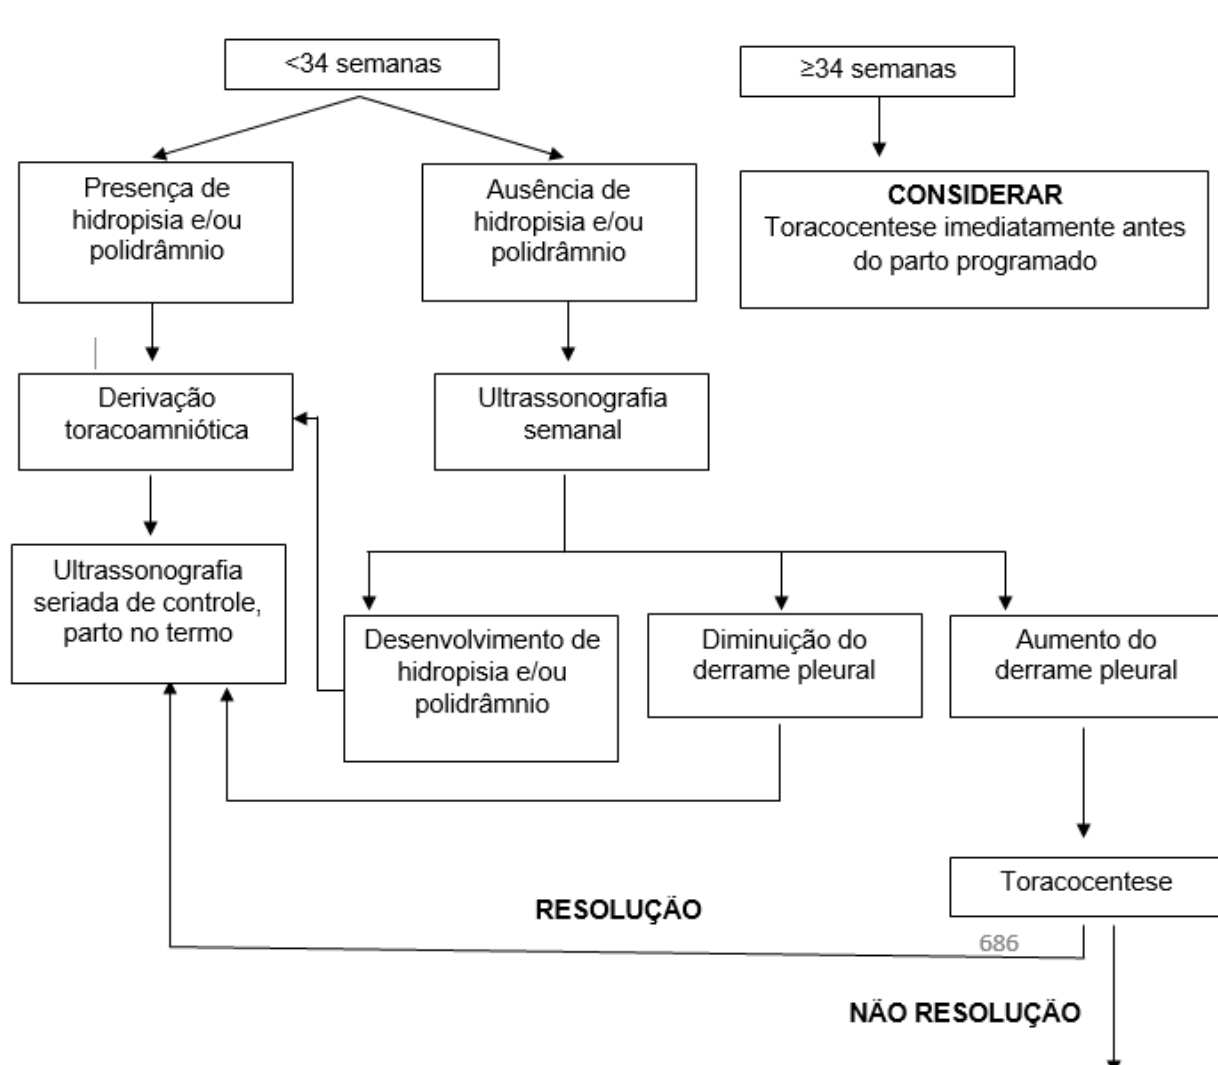 <34 semanas
≥34 semanas
Presença de
hidropisia e/ou
polidrâmnio
Ausência de
hidropisia e/ou
polidrâmnio
CONSIDERAR
Toracocentese imediatamente antes
do parto programado
Derivação
toracoamniótica
Ultrassonografia
semanal
Ultrassonografia
seriada de controle,
parto no termo
Desenvolvimento de
hidropisia e/ou
polidrâmnio
Diminuição do
derrame pleural
Aumento do
derrame pleural
Toracocentese
RESOLUÇÃO
686
NÃO RESOLUÇÃO